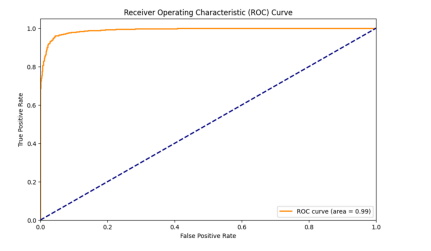 Receiver Operating Characteristic (ROC) Curve
1.0
0.8
0.6
0.4
0.2
0.0
True Positive Rate
ROC curve (area = 0.99)
0.0 0.2 0.4 0.6 0.8 1.0
False Positive Rate